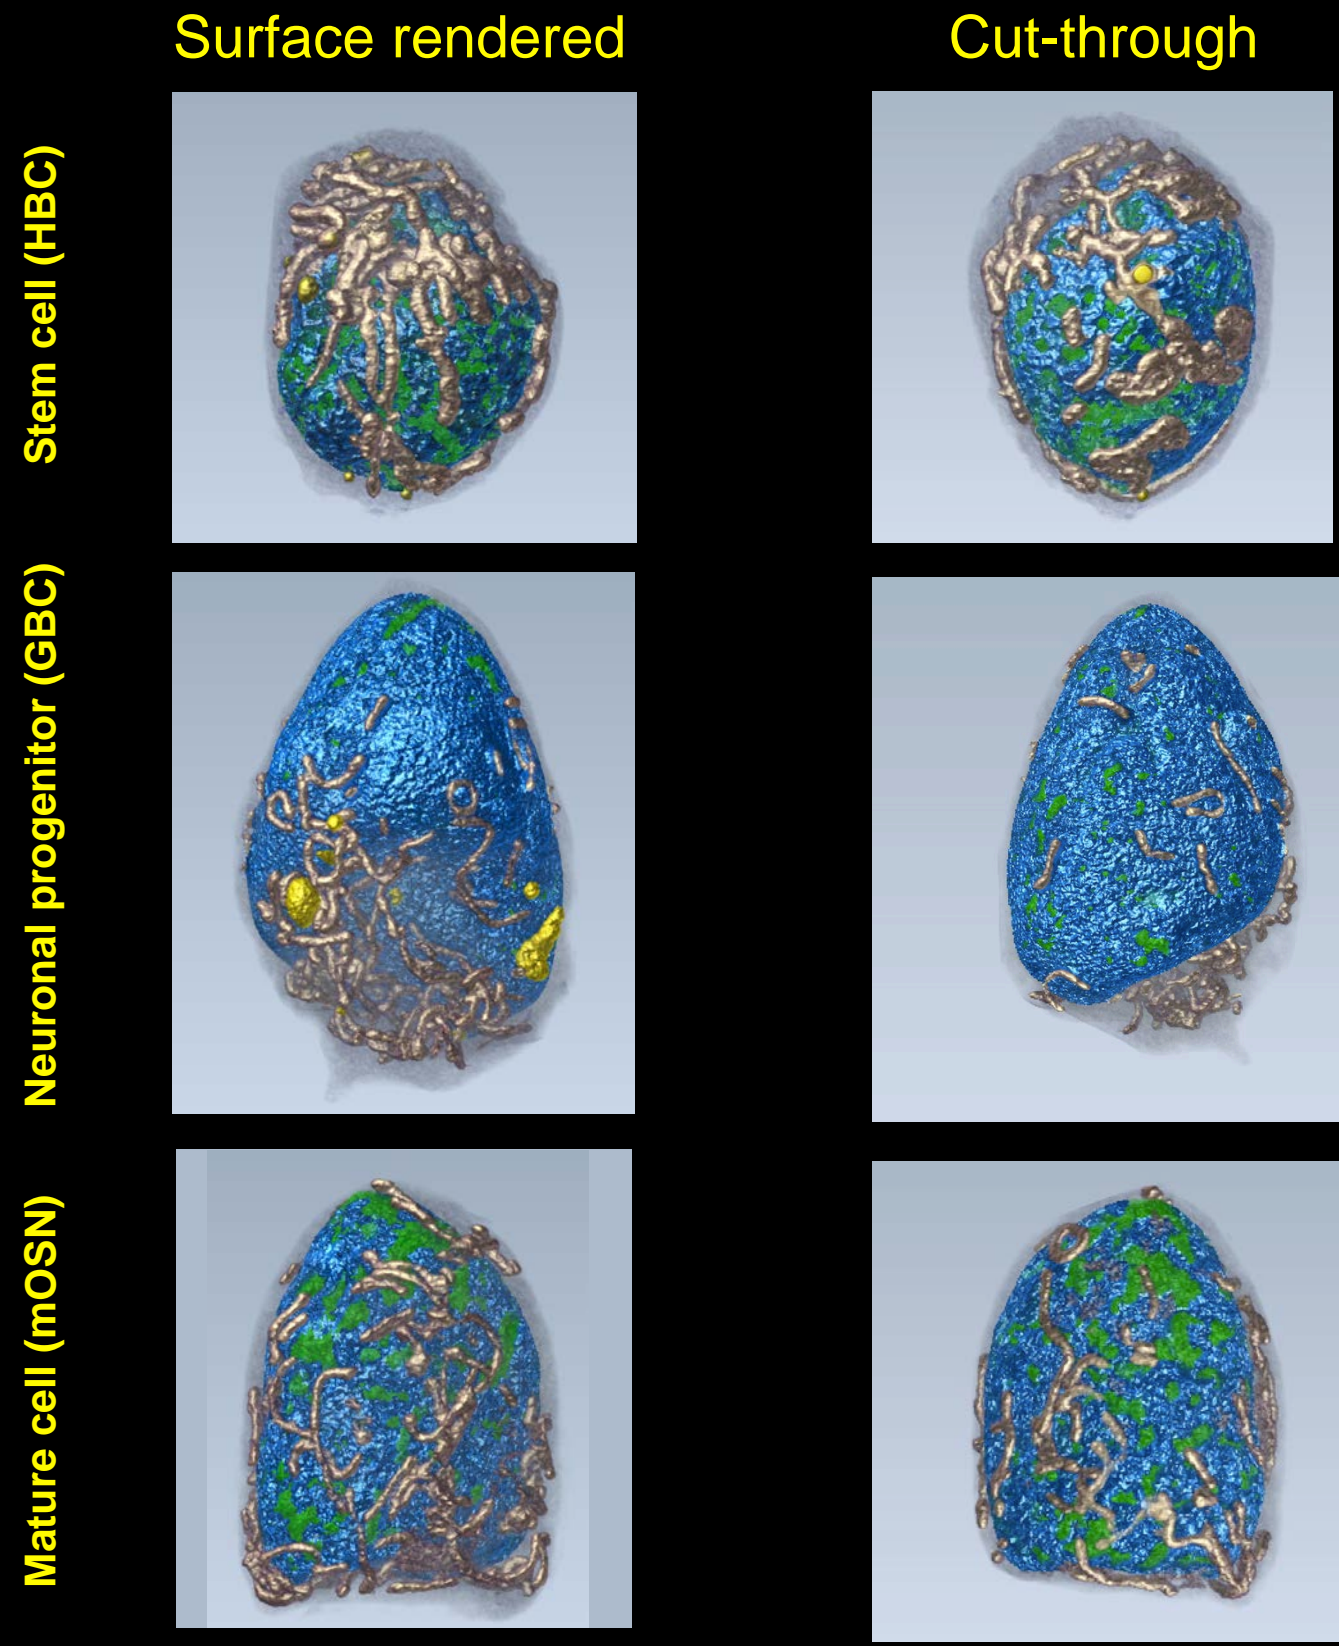 Surface rendered
Cut-through
Stem cell (HBC)
Neuronal progenitor (GBC)
Mature cell (mOSN)